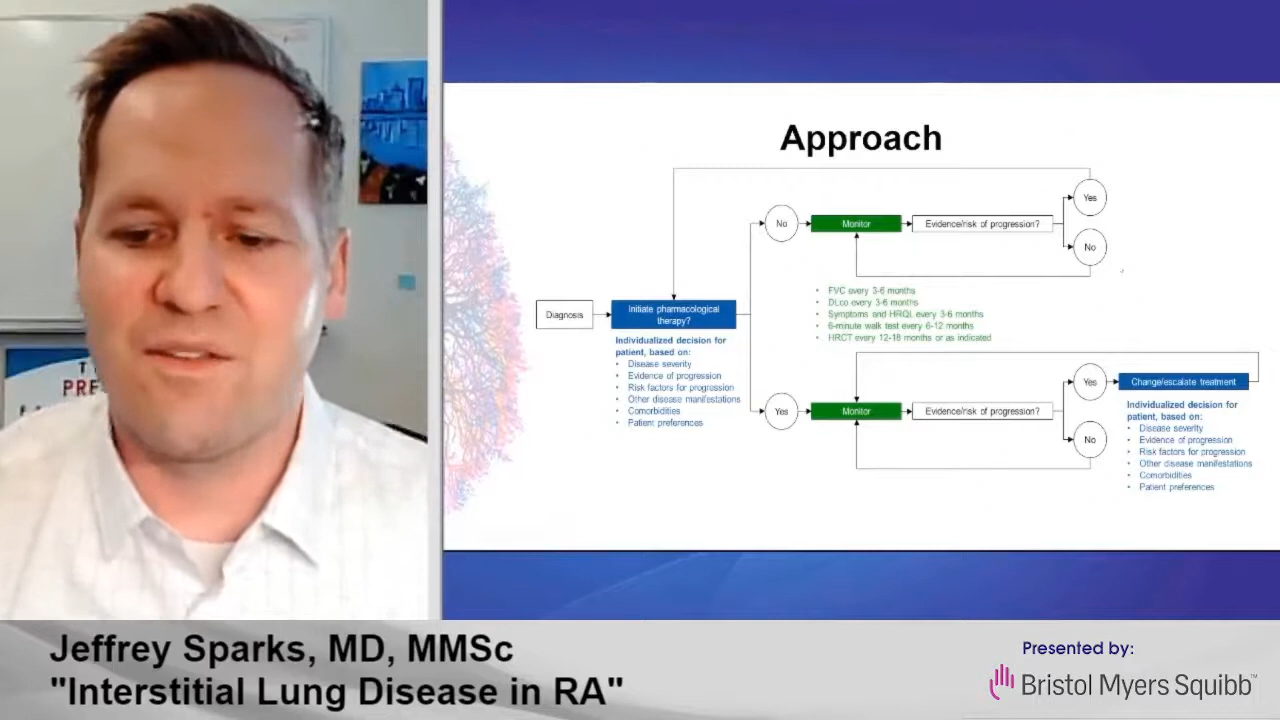 Approach
Yes
No
Monitor
Evidence/risk of progression?
No
• FVC every 3-6 months
• DLco every 3-6 months
• Symptoms and HRQL every 3-6 months
• 6-minute walk test every 6-12 months
• HRCT every 12-18 months or as indicated
Diagnosis
Initiate pharmacological
therapy?
Individualized decision for
patient, based on:
• Disease severity
• Evidence of progression
• Risk factors for progression
• Other disease manifestations
• Comorbidities
• Patient preferences
Yes
Monitor
Evidence/risk of progression?
Yes
No
Change/escalate treatment
Individualized decision for
patient, based on:
• Disease severity
• Evidence of progression
• Risk factors for progression
• Other disease manifestations
• Comorbidities
• Patient preferences
Jeffrey Sparks, MD, MMSc
"Interstitial Lung Disease in RA"
Presented by:
Bristol Myers Squibb™